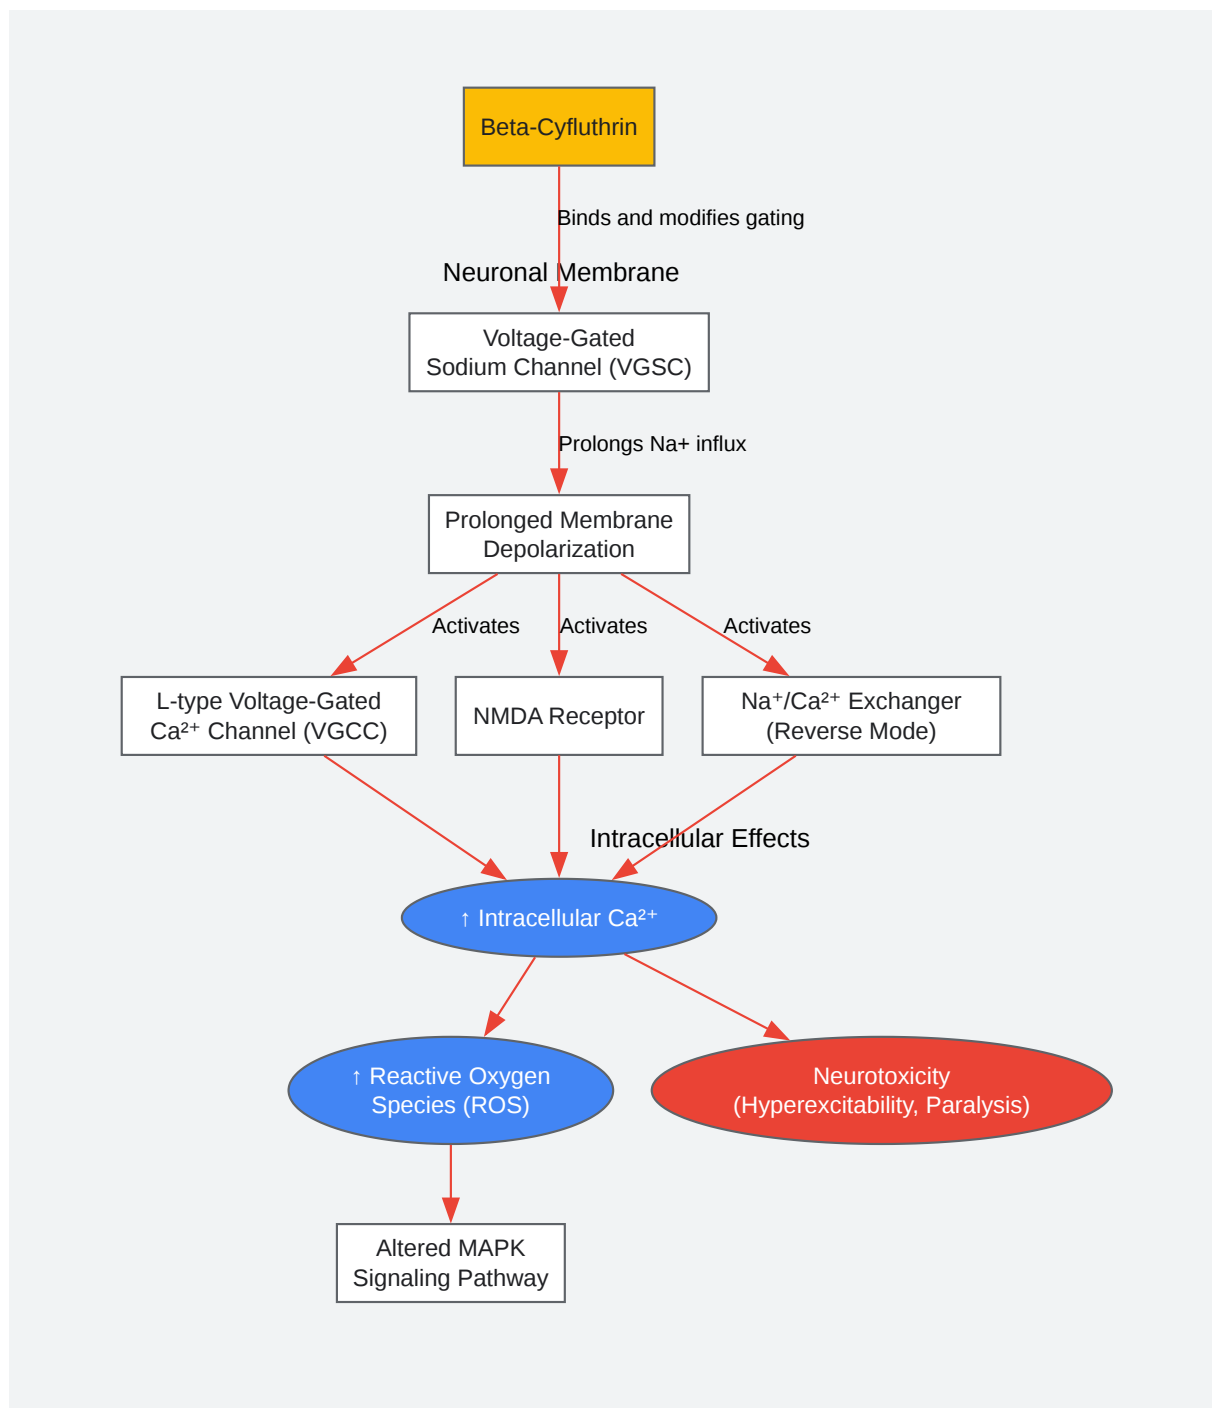 Beta-Cyfluthrin
Binds and modifies gating
Neuronal Membrane
Voltage-Gated
Sodium Channel (VGSC)
Prolongs Na+ influx
Prolonged Membrane
Depolarization
Activates
Activates
Activates
L-type Voltage-Gated
Ca²⁺ Channel (VGCC)
NMDA Receptor
Na⁺/Ca²⁺ Exchanger
(Reverse Mode)
Intracellular Effects
↑ Intracellular Ca²⁺
↑ Reactive Oxygen
Species (ROS)
Neurotoxicity
(Hyperexcitability, Paralysis)
Altered MAPK
Signaling Pathway